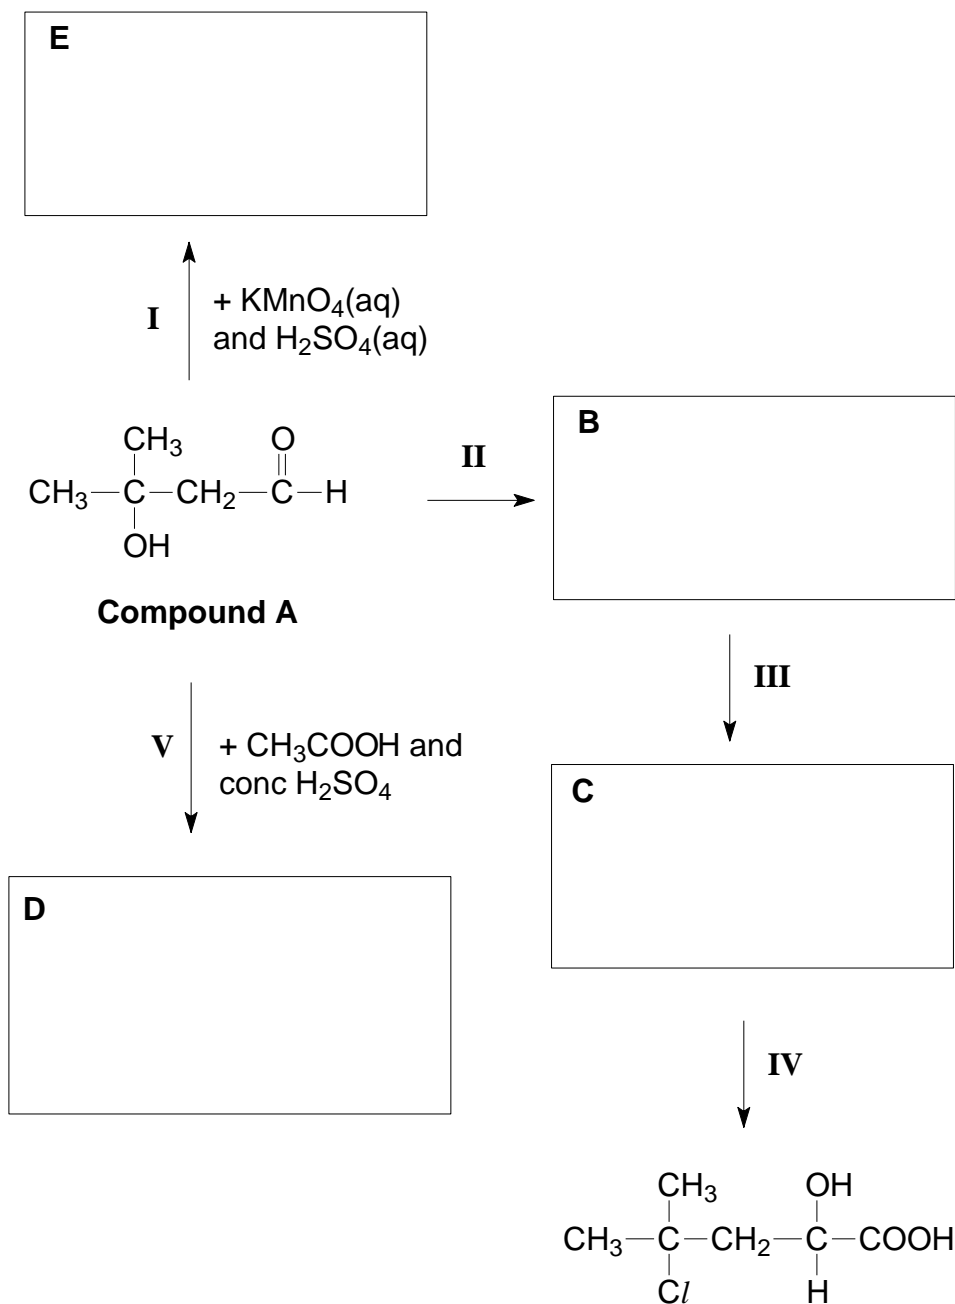 E
I
+ KMnO₄(aq)
and H₂SO₄(aq)
CH₃ O
CH₃—C—CH₂—C—H
OH
Compound A
II
B
III
V
+ CH₃COOH and
conc H₂SO₄
C
D
IV
CH₃ OH
CH₃—C—CH₂—C—COOH
Cl H